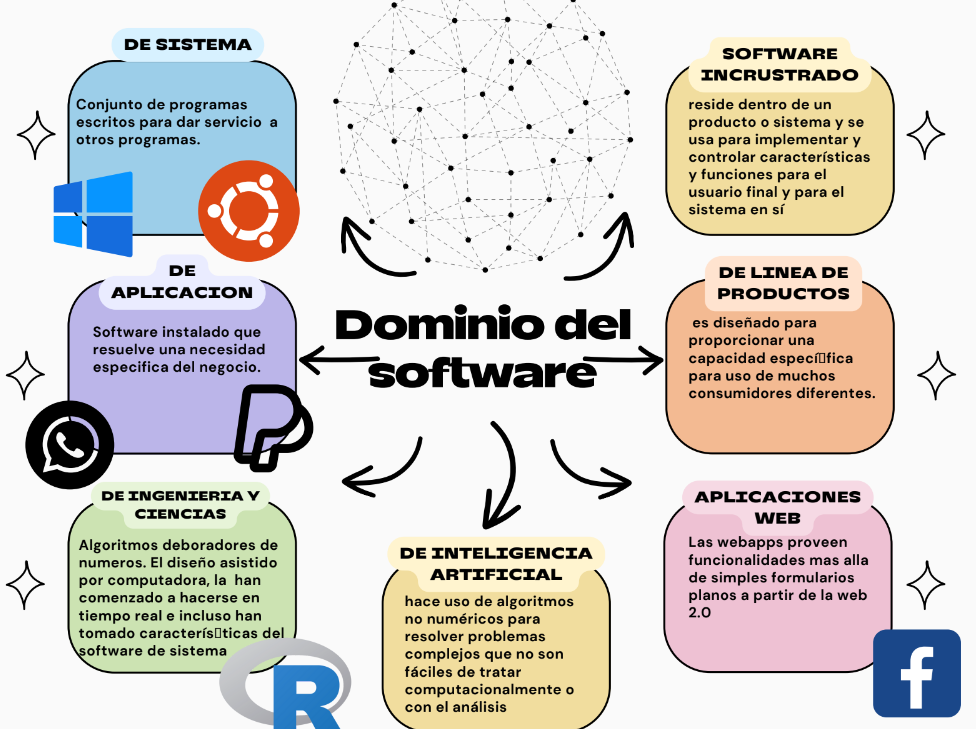 DE SISTEMA
Conjunto de programas
escritos para dar servicio a
otros programas.
DE
APLICACION
Software instalado que
resuelve una necesidad
especifica del negocio.
DE INGENIERIA Y
CIENCIAS
Algoritmos deboradores de
numeros. El diseño asistido
por computadora, la han
comenzado a hacerse en
tiempo real e incluso han
tomado caracterís▯ticas del
software de sistema
R
Dominio del
software
DE INTELIGENCIA
ARTIFICIAL
hace uso de algoritmos
no numéricos para
resolver problemas
complejos que no son
fáciles de tratar
computacionalmente o
con el análisis
SOFTWARE
INCRUSTRADO
reside dentro de un
producto o sistema y se
usa para implementar y
controlar características
y funciones para el
usuario final y para el
sistema en sí
DE LINEA DE
PRODUCTOS
es diseñado para
proporcionar una
capacidad especí▯fica
para uso de muchos
consumidores diferentes.
APLICACIONES
WEB
Las webapps proveen
funcionalidades mas alla
de simples formularios
planos a partir de la web
2.0
f